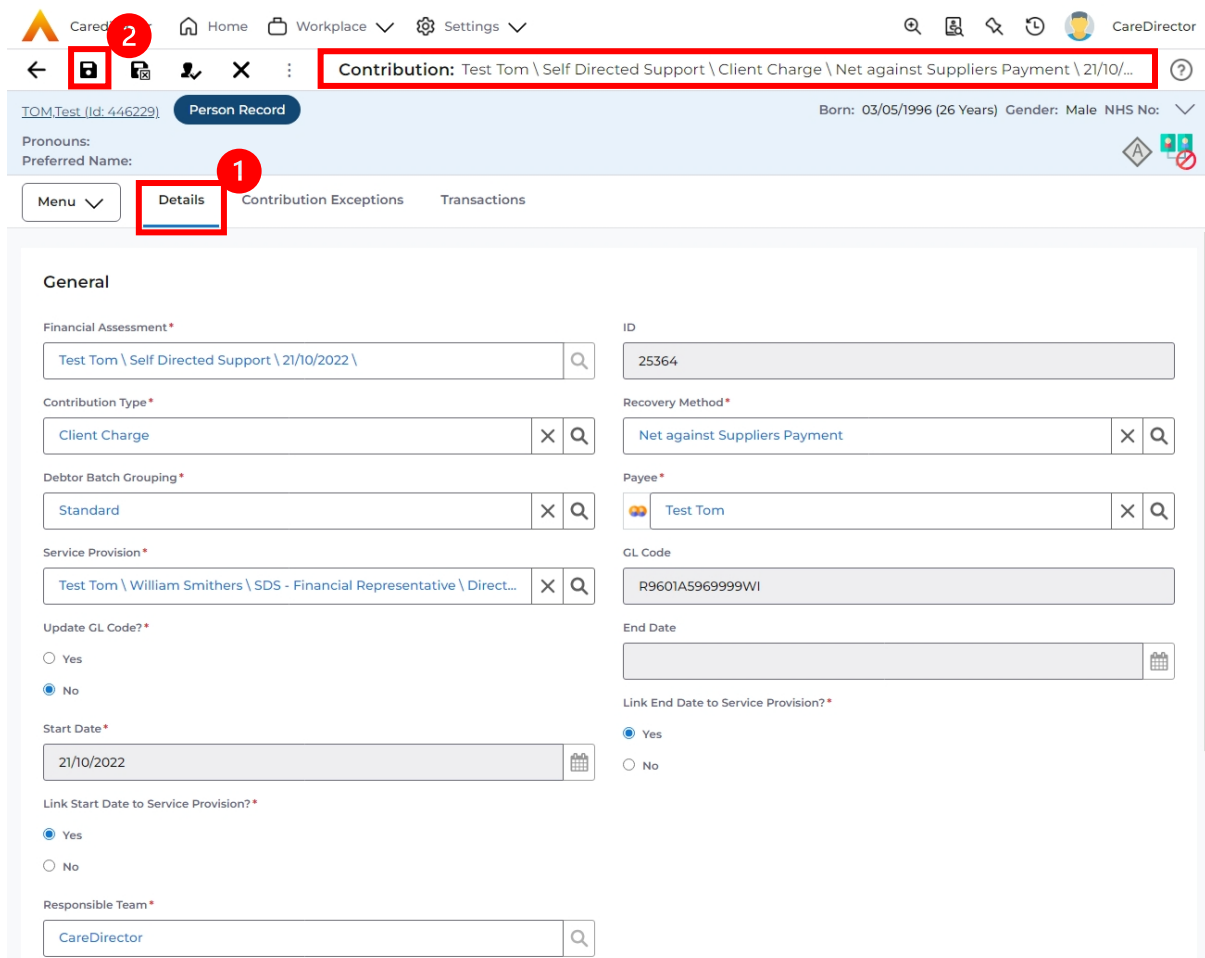 CaredDirector Home Workplace Settings CareDirector
2
Contribution: Test Tom \ Self Directed Support \ Client Charge \ Net against Suppliers Payment \ 21/10/...
TOM,Test (Id: 446229) Person Record Born: 03/05/1996 (26 Years) Gender: Male NHS No:
Pronouns:
Preferred Name:
A
1
Menu Details Contribution Exceptions Transactions
General
Financial Assessment* ID
Test Tom \ Self Directed Support \ 21/10/2022 \ 25364
Contribution Type* Recovery Method*
Client Charge Net against Suppliers Payment
Debtor Batch Grouping* Payee*
Standard Test Tom
Service Provision* GL Code
Test Tom \ William Smithers \ SDS - Financial Representative \ Direct... R9601A5969999WI
Update GL Code?* End Date
Yes
No
Link End Date to Service Provision?*
Start Date* Yes
21/10/2022 No
Link Start Date to Service Provision?*
Yes
No
Responsible Team*
CareDirector